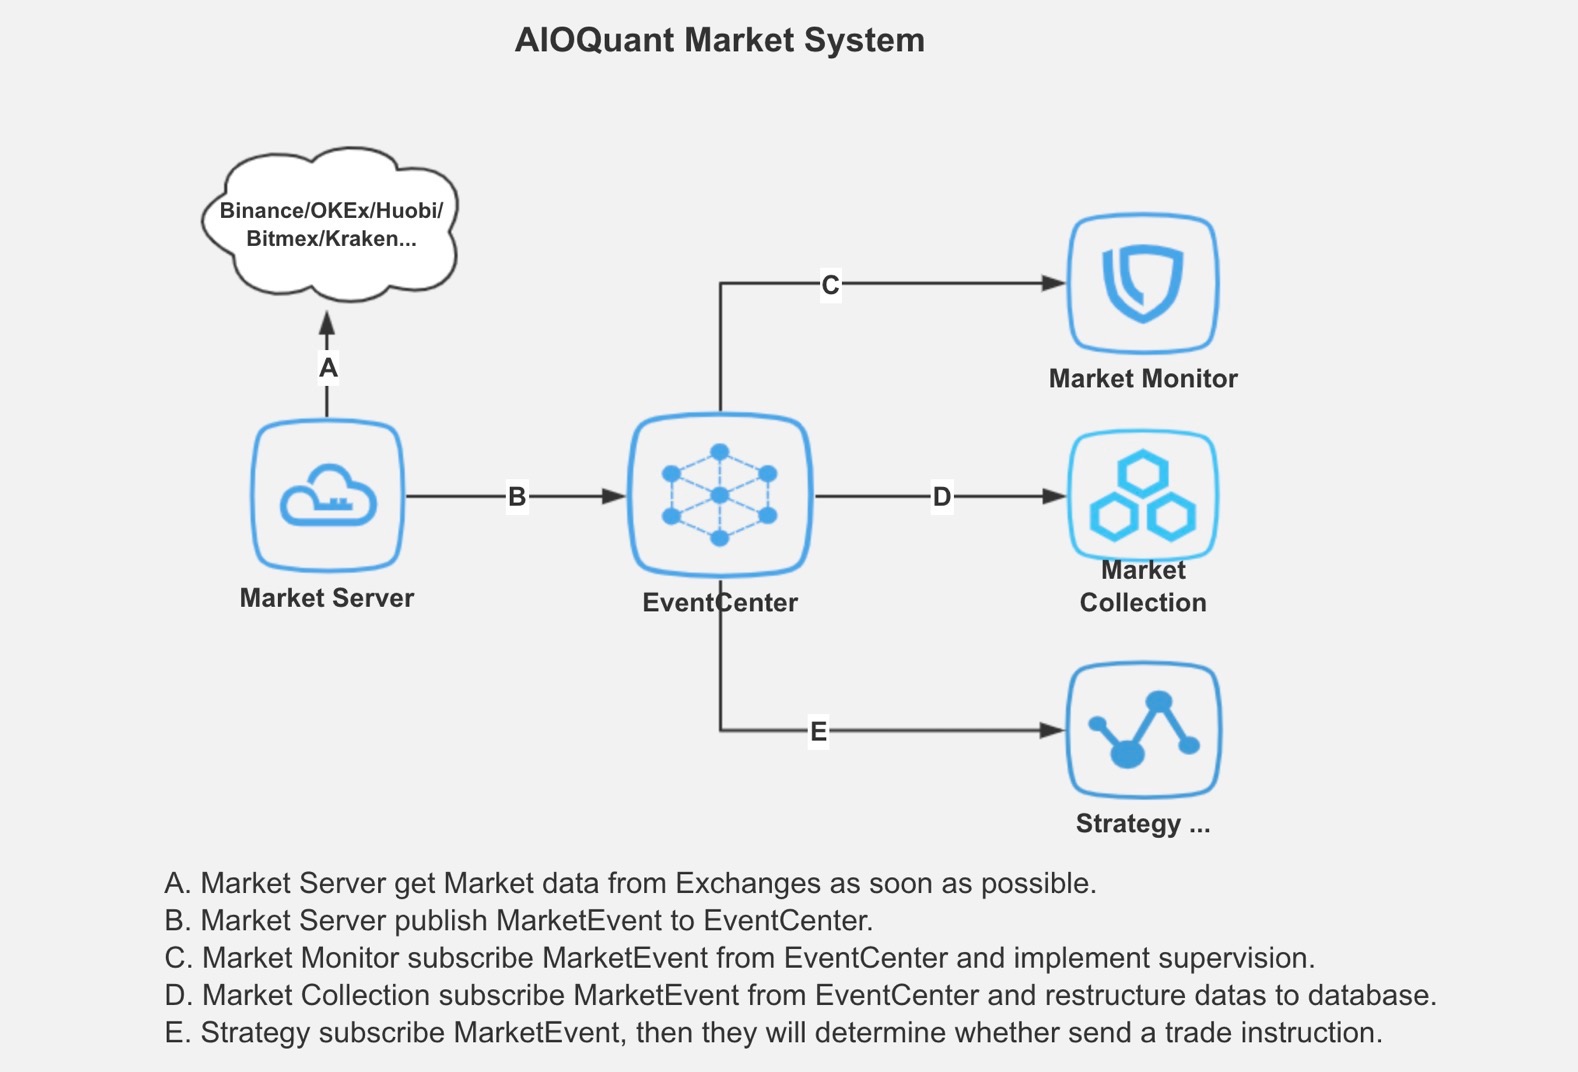 AIOQuant Market System
Binance/OKEx/Huobi/
Bitmex/Kraken...
C
Market Monitor
A
B
D
Market Server
EventCenter
Market
Collection
E
Strategy ...
A. Market Server get Market data from Exchanges as soon as possible.
B. Market Server publish MarketEvent to EventCenter.
C. Market Monitor subscribe MarketEvent from EventCenter and implement supervision.
D. Market Collection subscribe MarketEvent from EventCenter and restructure datas to database.
E. Strategy subscribe MarketEvent, then they will determine whether send a trade instruction.